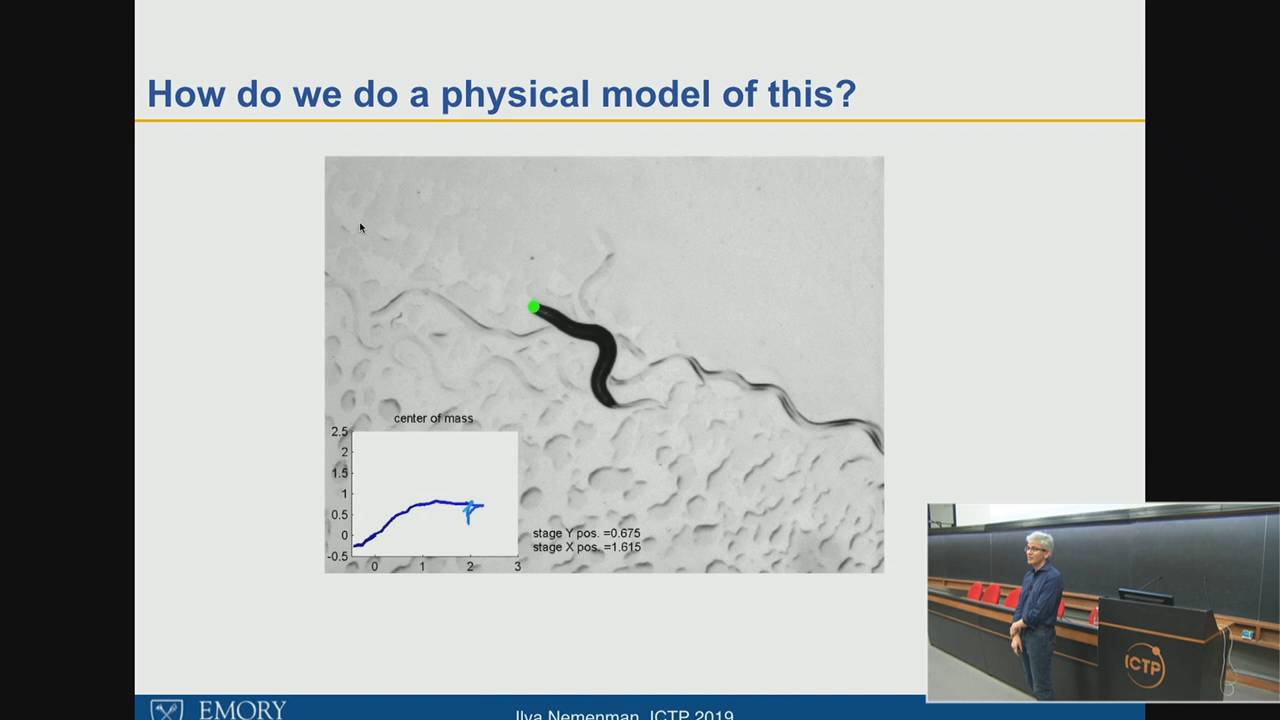 How do we do a physical model of this?
center of mass
2.5
2
1.5
1
0.5
0
-0.5
0 1 2 3
stage Y pos. =0.675
stage X pos. =1.615
ICTP
EMORY
Ilya Nemenman, ICTP 2019